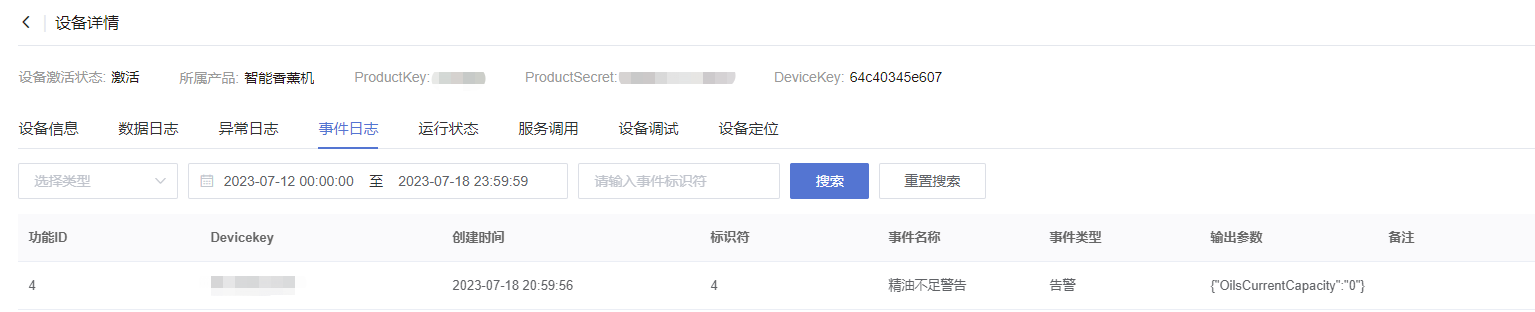 设备详情
设备激活状态: 激活 所属产品: 智能香薰机 ProductKey: ProductSecret: DeviceKey: 64c40345e607
设备信息 数据日志 异常日志 事件日志 运行状态 服务调用 设备调试 设备定位
选择类型 2023-07-12 00:00:00 至 2023-07-18 23:59:59 请输入事件标识符 搜索 重置搜索
功能ID Devicekey 创建时间 标识符 事件名称 事件类型 输出参数 备注
4 2023-07-18 20:59:56 4 精油不足警告 告警 {"OilsCurrentCapacity":"0"}